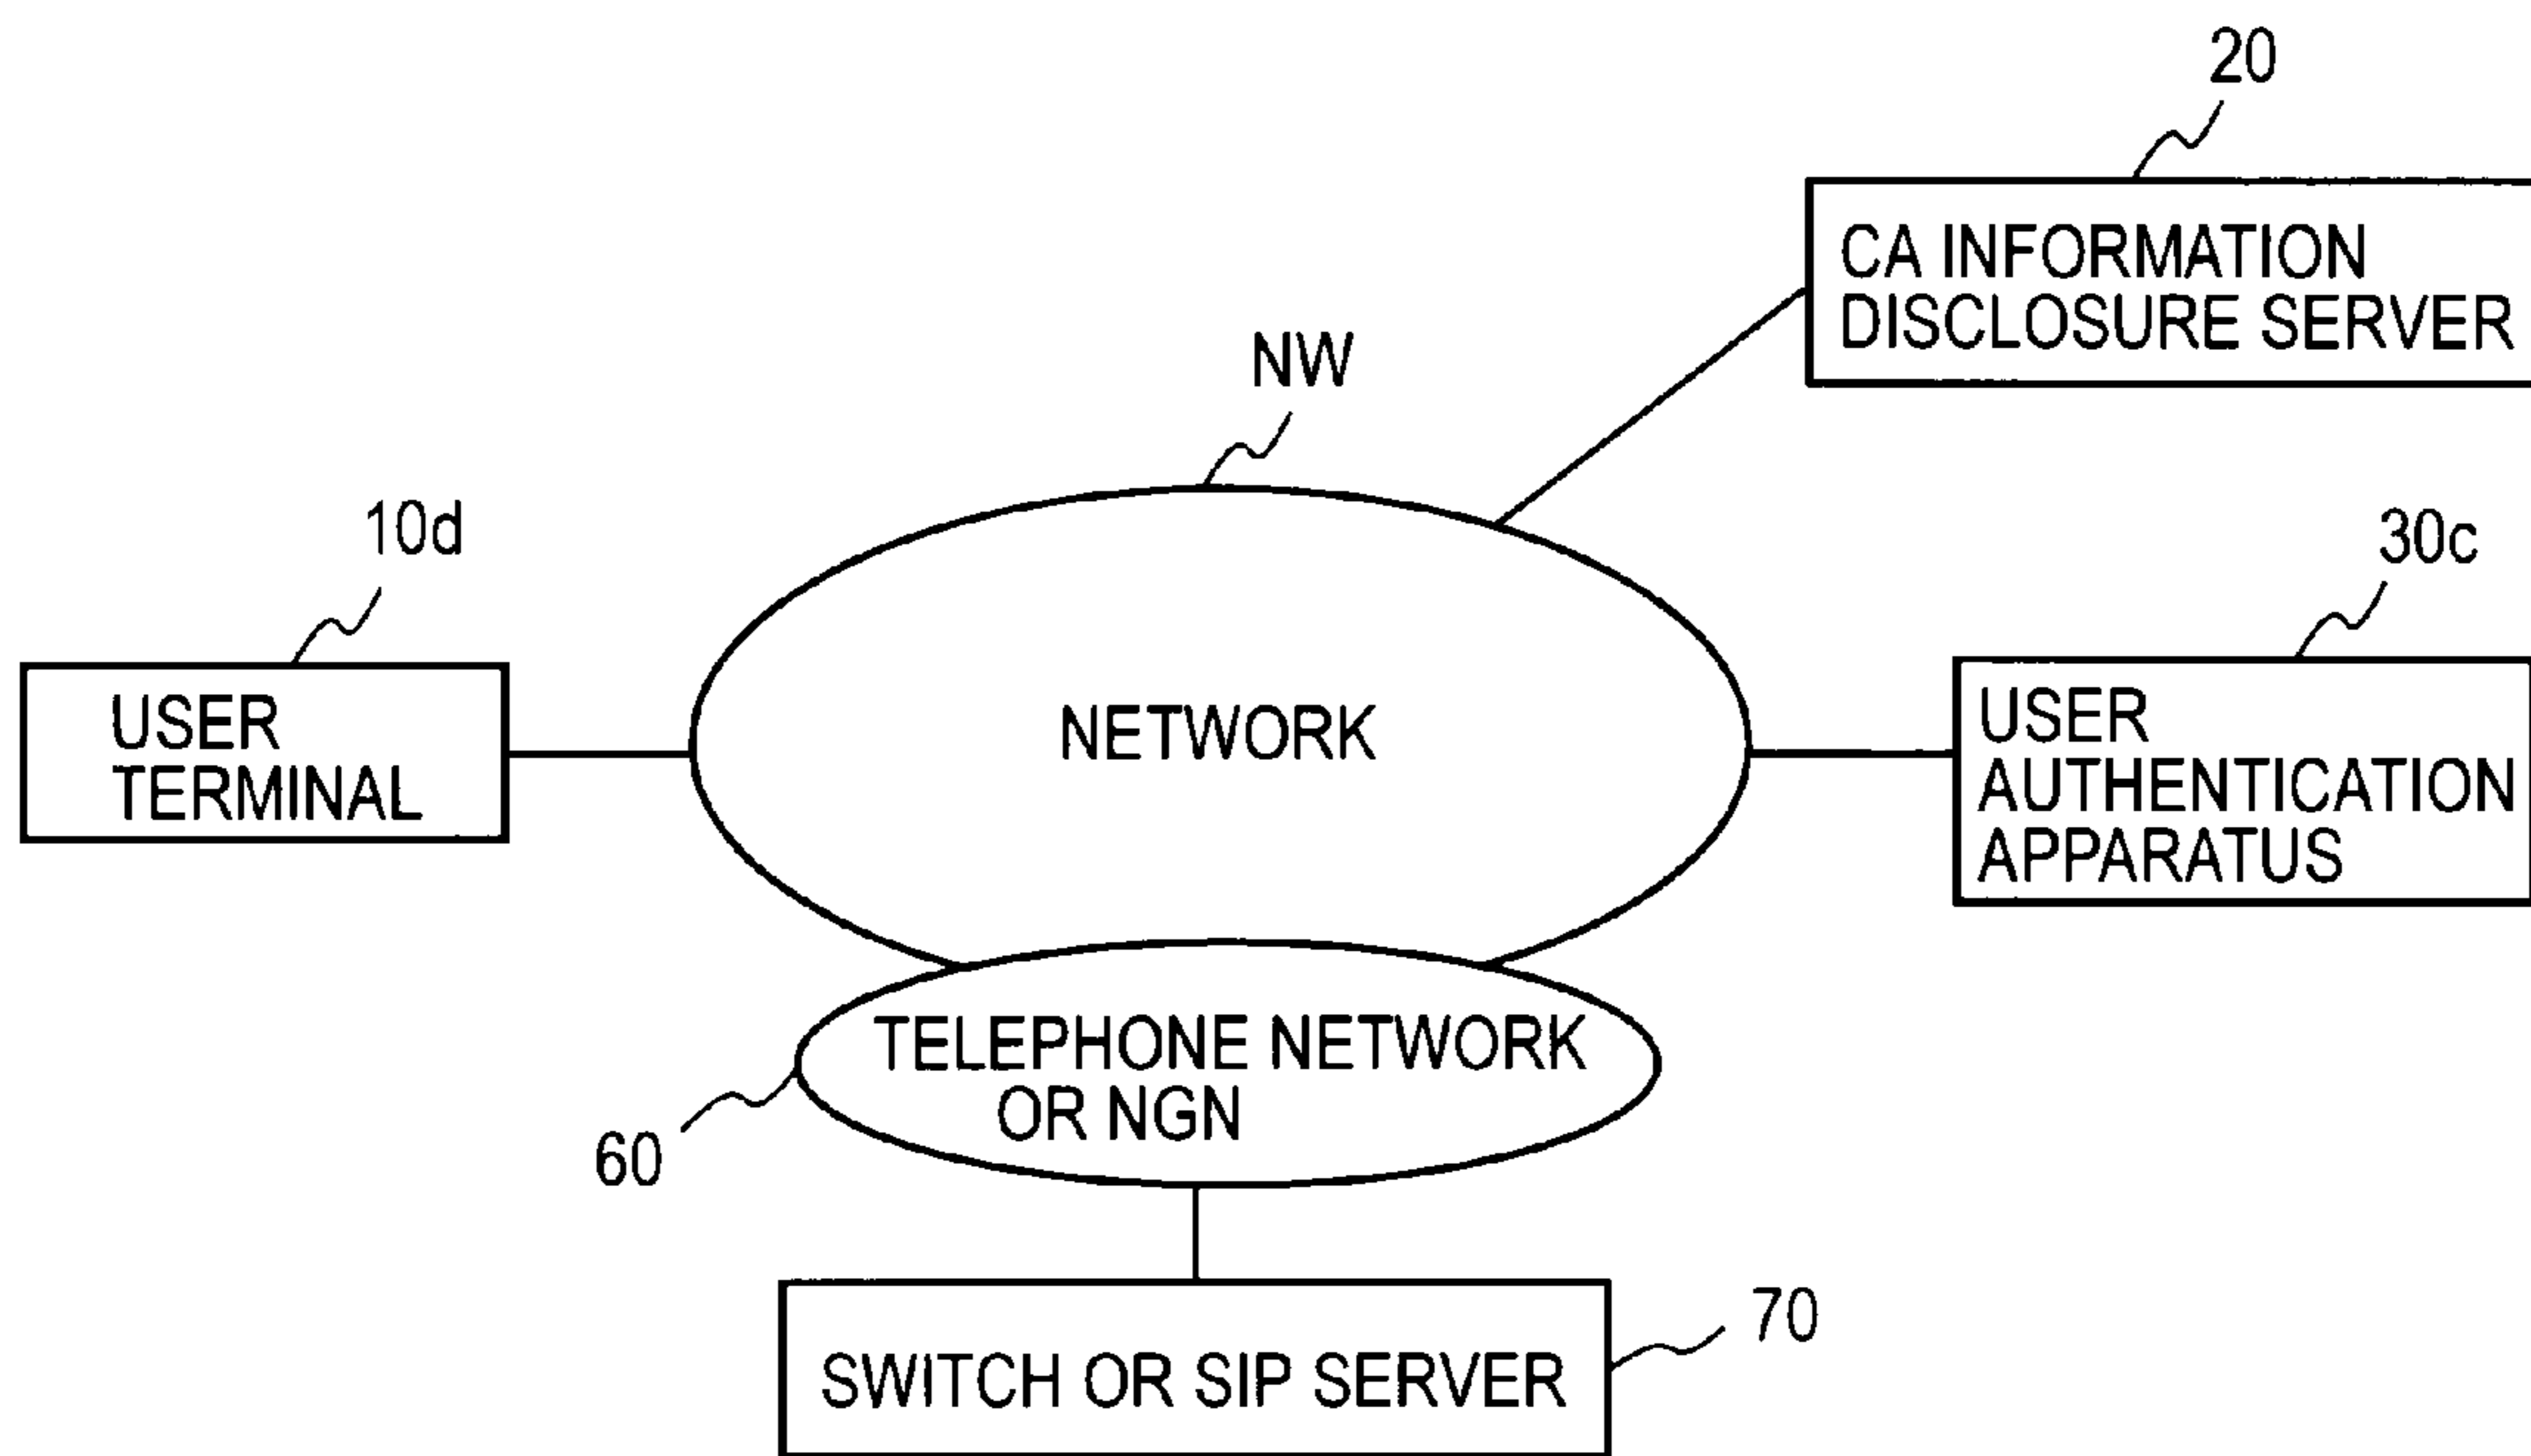 20
CA INFORMATION
DISCLOSURE SERVER
NW
10d
30c
USER
TERMINAL
NETWORK
USER
AUTHENTICATION
APPARATUS
TELEPHONE NETWORK
OR NGN
60
70
SWITCH OR SIP SERVER